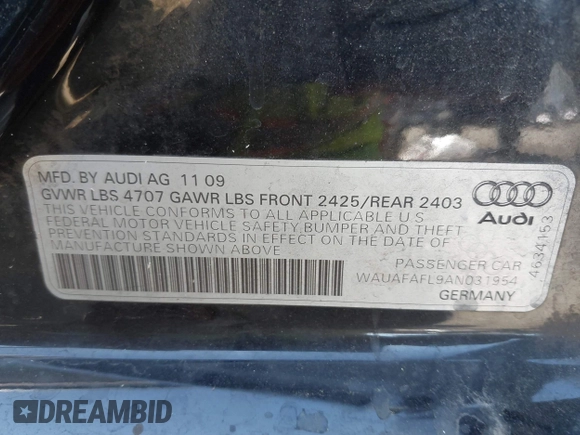 MFD. BY AUDI AG 11 09
GVWR LBS 4707 GAWR LBS FRONT 2425/REAR 2403
THIS VEHICLE CONFORMS TO ALL APPLICABLE U S
FEDERAL MOTOR VEHICLE SAFETY, BUMPER AND THEFT
PREVENTION STANDARDS IN EFFECT ON THE DATE OF
MANUFACTURE SHOWN ABOVE
PASSENGER CAR
WAUAFAFL9AN031954
GERMANY
Audi
4634153
DREAMBID